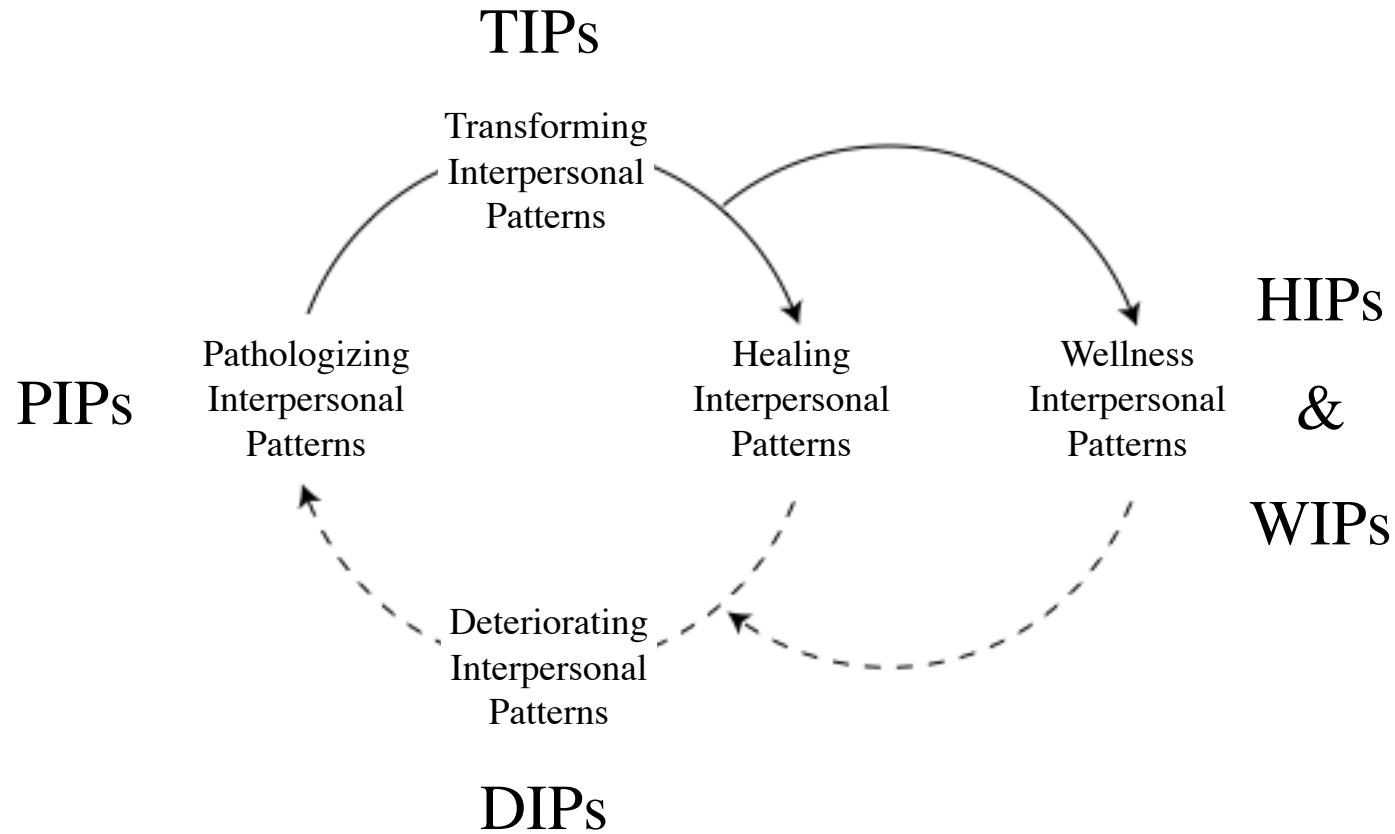 TIPs
Transforming
Interpersonal
Patterns
PIPs
Pathologizing
Interpersonal
Patterns
Healing
Interpersonal
Patterns
Wellness
Interpersonal
Patterns
HIPs
&
WIPs
Deteriorating
Interpersonal
Patterns
DIPs